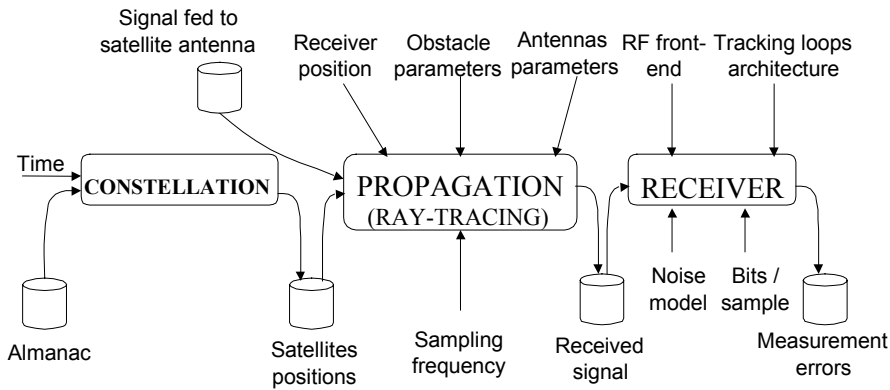 Signal fed to
satellite antenna
Receiver
position
Obstacle
parameters
Antennas
parameters
RF front-
end
Tracking loops
architecture
Time
CONSTELLATION
PROPAGATION
(RAY-TRACING)
RECEIVER
Almanac
Satellites
positions
Sampling
frequency
Received
signal
Noise
model
Bits /
sample
Measurement
errors